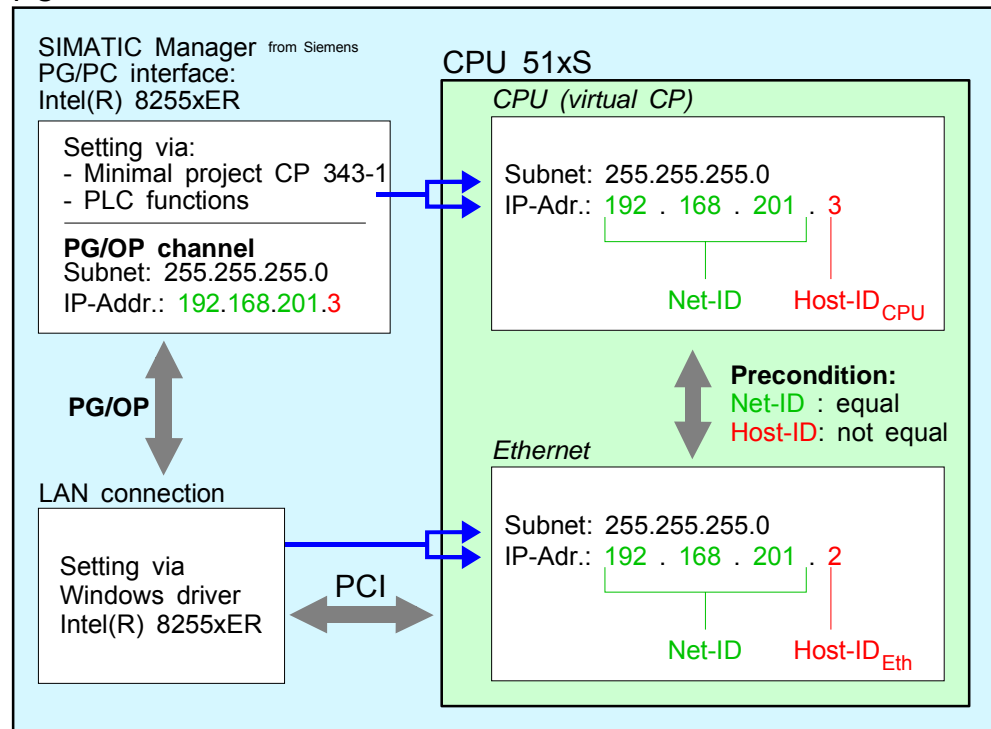 SIMATIC Manager from Siemens
PG/PC interface:
Intel(R) 8255xER
Setting via:
- Minimal project CP 343-1
- PLC functions
PG/OP channel
Subnet: 255.255.255.0
IP-Addr.: 192.168.201.3
PG/OP
LAN connection
Setting via
Windows driver
Intel(R) 8255xER
PCI
CPU 51xS
CPU (virtual CP)
Subnet: 255.255.255.0
IP-Adr.: 192 . 168 . 201 . 3
Net-ID Host-ID CPU
Precondition:
Net-ID : equal
Host-ID: not equal
Ethernet
Subnet: 255.255.255.0
IP-Adr.: 192 . 168 . 201 . 2
Net-ID Host-ID Eth